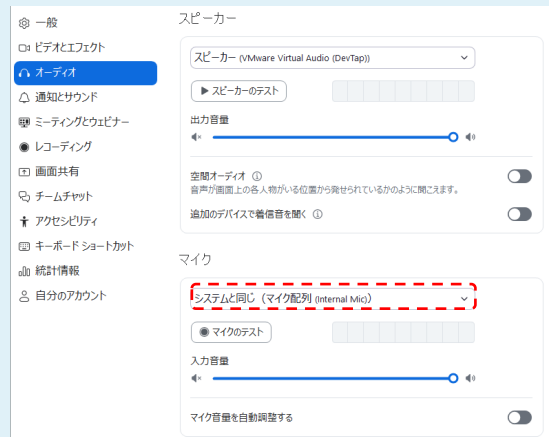 一般
ビデオとエフェクト
オーディオ
通知とサウンド
ミーティングとウェビナー
レコーディング
画面共有
チームチャット
アクセシビリティ
キーボード ショートカット
統計情報
自分のアカウント
スピーカー
スピーカー (VMware Virtual Audio (DevTap))
スピーカーのテスト
出力音量
空間オーディオ
音声が画面上の各人物がいる位置から発せられているかのように聞こえます。
追加のデバイスで着信音を聞く
マイク
システムと同じ（マイク配列 (Internal Mic)）
マイクのテスト
入力音量
マイク音量を自動調整する